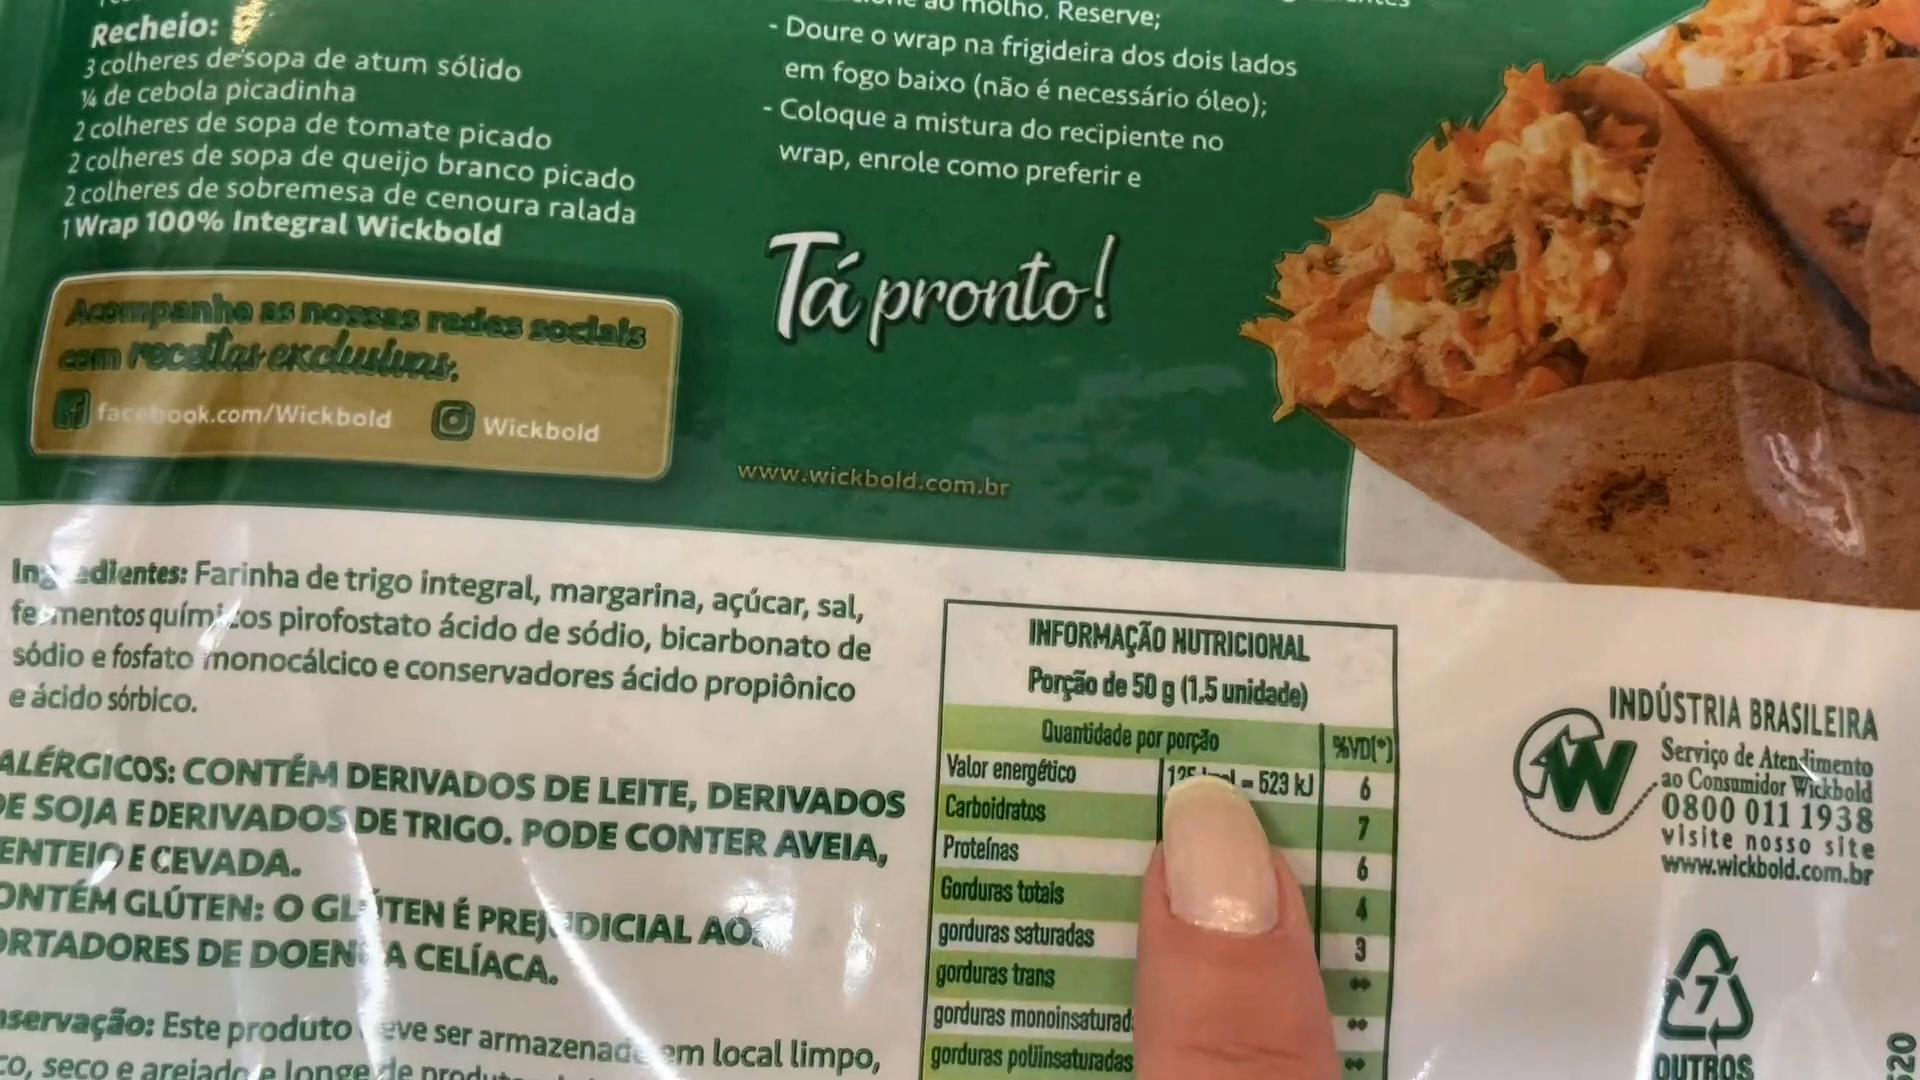 Recheio:
3 colheres de sopa de atum sólido
¼ de cebola picadinha
2 colheres de sopa de tomate picado
2 colheres de sopa de queijo branco picado
2 colheres de sobremesa de cenoura ralada
1 Wrap 100% Integral Wickbold
Acompanhe as nossas redes sociais
com receitas exclusivas.
facebook.com/Wickbold
Wickbold
ao molho. Reserve;
- Doure o wrap na frigideira dos dois lados
em fogo baixo (não é necessário óleo);
- Coloque a mistura do recipiente no
wrap, enrole como preferir e
Tá pronto!
www.wickbold.com.br
Ingredientes: Farinha de trigo integral, margarina, açúcar, sal,
fermentos químicos pirofostato ácido de sódio, bicarbonato de
sódio e fosfato monocálcico e conservadores ácido propiônico
e ácido sórbico.
ALÉRGICOS: CONTÉM DERIVADOS DE LEITE, DERIVADOS
DE SOJA E DERIVADOS DE TRIGO. PODE CONTER AVEIA,
ENTEIO E CEVADA.
ONTÉM GLÚTEN: O GLÚTEN É PREJUDICIAL AOS
ORTADORES DE DOENÇA CELÍACA.
nservação: Este produto deve ser armazenado em local limpo,
co, seco e arejado e longe de
INFORMAÇÃO NUTRICIONAL
Porção de 50 g (1,5 unidade)
Quantidade por porção %VD(*)
Valor energético 125 kcal = 523 kJ 6
Carboidratos 7
Proteínas 6
Gorduras totais 4
gorduras saturadas 3
gorduras trans **
gorduras monoinsaturad **
gorduras poliinsaturadas **
INDÚSTRIA BRASILEIRA
W
Serviço de Atendimento
ao Consumidor Wickbold
0800 011 1938
visite nosso site
www.wickbold.com.br
7
OUTROS
520